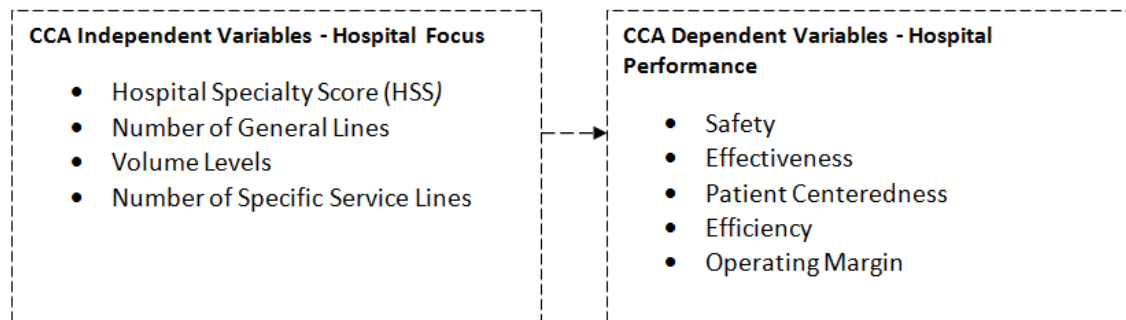 CCA Independent Variables - Hospital Focus
• Hospital Specialty Score (HSS)
• Number of General Lines
• Volume Levels
• Number of Specific Service Lines
CCA Dependent Variables - Hospital
Performance
• Safety
• Effectiveness
• Patient Centeredness
• Efficiency
• Operating Margin